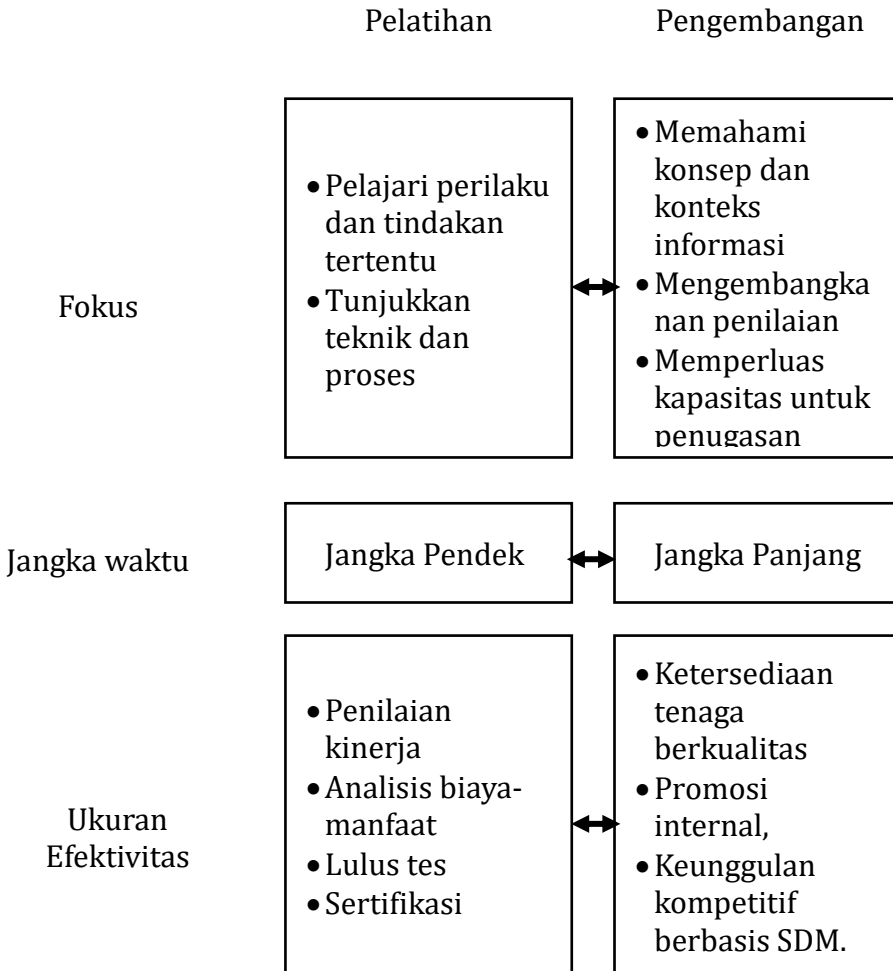 Pelatihan
Pengembangan
Fokus
• Pelajari perilaku
dan tindakan
tertentu
• Tunjukkan
teknik dan
proses
• Memahami
konsep dan
konteks
informasi
• Mengembangka
nan penilaian
• Memperluas
kapasitas untuk
penugasan
Jangka waktu
Jangka Pendek
Jangka Panjang
Ukuran
Efektivitas
• Penilaian
kinerja
• Analisis biaya-
manfaat
• Lulus tes
• Sertifikasi
• Ketersediaan
tenaga
berkualitas
• Promosi
internal,
• Keunggulan
kompetitif
berbasis SDM.